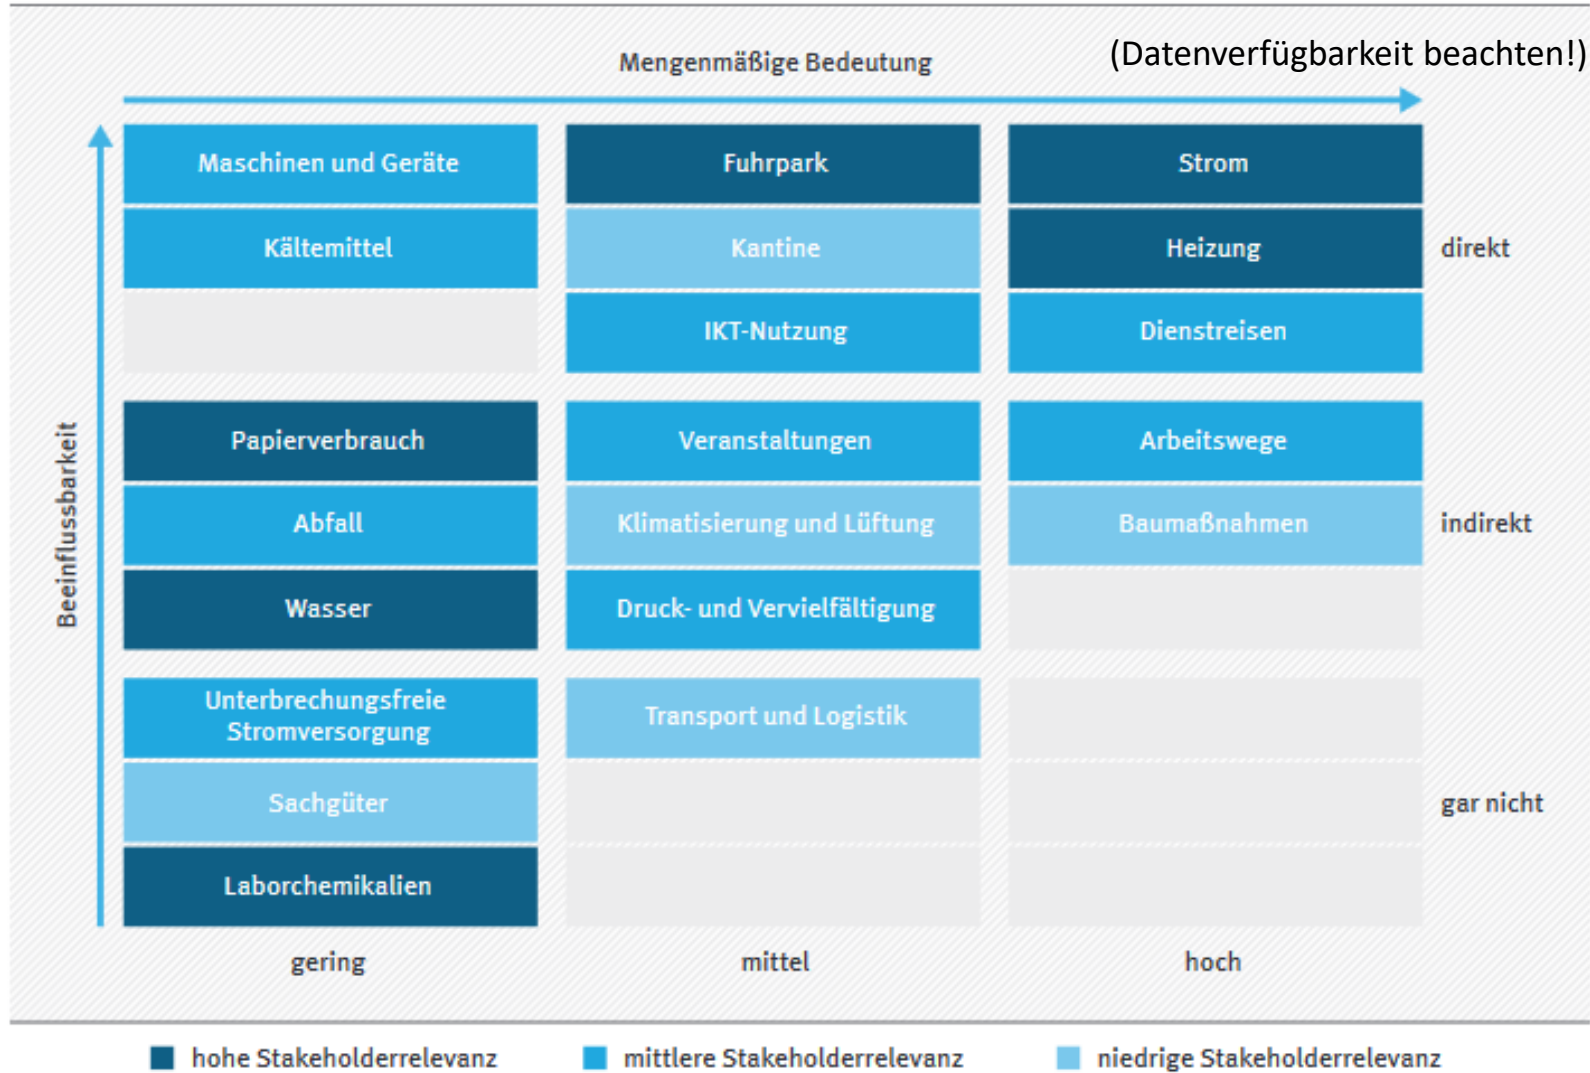 Mengenmäßige Bedeutung
(Datenverfügbarkeit beachten!)
Maschinen und Geräte
Fuhrpark
Strom
Kältemittel
Kantine
Heizung
direkt
IKT-Nutzung
Dienstreisen
Beeinflussbarkeit
Papierverbrauch
Veranstaltungen
Arbeitswege
Abfall
Klimatisierung und Lüftung
Baumaßnahmen
indirekt
Wasser
Druck- und Vervielfältigung
Unterbrechungsfreie
Stromversorgung
Transport und Logistik
Sachgüter
gar nicht
Laborchemikalien
gering
mittel
hoch
hohe Stakeholderrelevanz
mittlere Stakeholderrelevanz
niedrige Stakeholderrelevanz